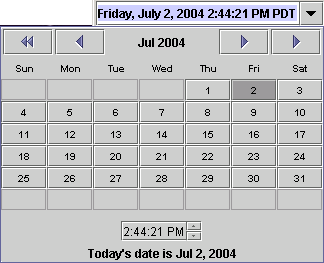 Friday, July 2, 2004 2:44:21 PM PDT
Jul 2004
Sun Mon Tue Wed Thu Fri Sat
1 2 3
4 5 6 7 8 9 10
11 12 13 14 15 16 17
18 19 20 21 22 23 24
25 26 27 28 29 30 31
2:44:21 PM
Today's date is Jul 2, 2004